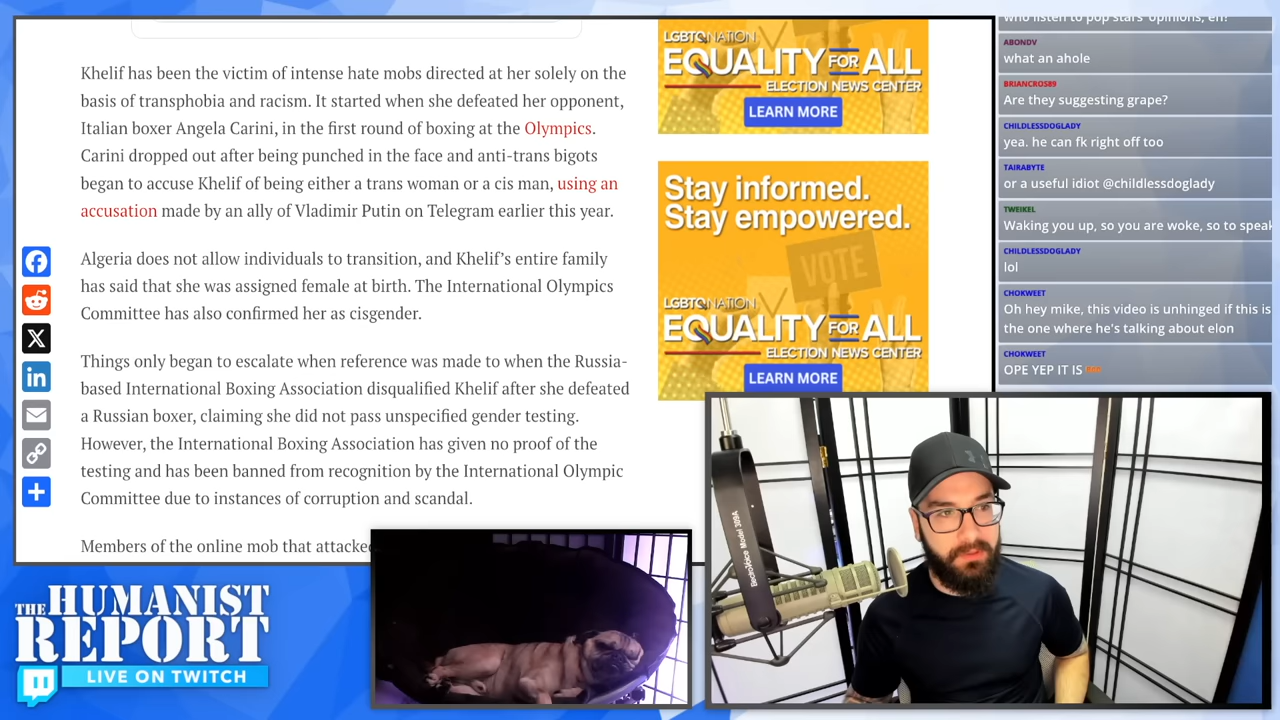 Khelif has been the victim of intense hate mobs directed at her solely on the
basis of transphobia and racism. It started when she defeated her opponent,
Italian boxer Angela Carini, in the first round of boxing at the Olympics.
Carini dropped out after being punched in the face and anti-trans bigots
began to accuse Khelif of being either a trans woman or a cis man, using an
accusation made by an ally of Vladimir Putin on Telegram earlier this year.
Algeria does not allow individuals to transition, and Khelif's entire family
has said that she was assigned female at birth. The International Olympics
Committee has also confirmed her as cisgender.
Things only began to escalate when reference was made to when the Russia-
based International Boxing Association disqualified Khelif after she defeated
a Russian boxer, claiming she did not pass unspecified gender testing.
However, the International Boxing Association has given no proof of the
testing and has been banned from recognition by the International Olympic
Committee due to instances of corruption and scandal.
Members of the online mob that attacked
LGBTQ NATION
EQUALITY FOR ALL
ELECTION NEWS CENTER
LEARN MORE
Stay informed.
Stay empowered.
VOTE
LGBTQ NATION
EQUALITY FOR ALL
ELECTION NEWS CENTER
LEARN MORE
who listen to pop stars' opinions, eh?
ABONDV
what an ahole
BRIANCROS89
Are they suggesting grape?
CHILDLESSDOGLADY
yea. he can fk right off too
TAIRABYTE
or a useful idiot @childlessdoglady
TWEIKEL
Waking you up, so you are woke, so to speak
CHILDLESSDOGLADY
lol
CHOKWEET
Oh hey mike, this video is unhinged if this is
the one where he's talking about elon
CHOKWEET
OPE YEP IT IS
ElectroVoice Model 309A
THE HUMANIST
REPORT
LIVE ON TWITCH